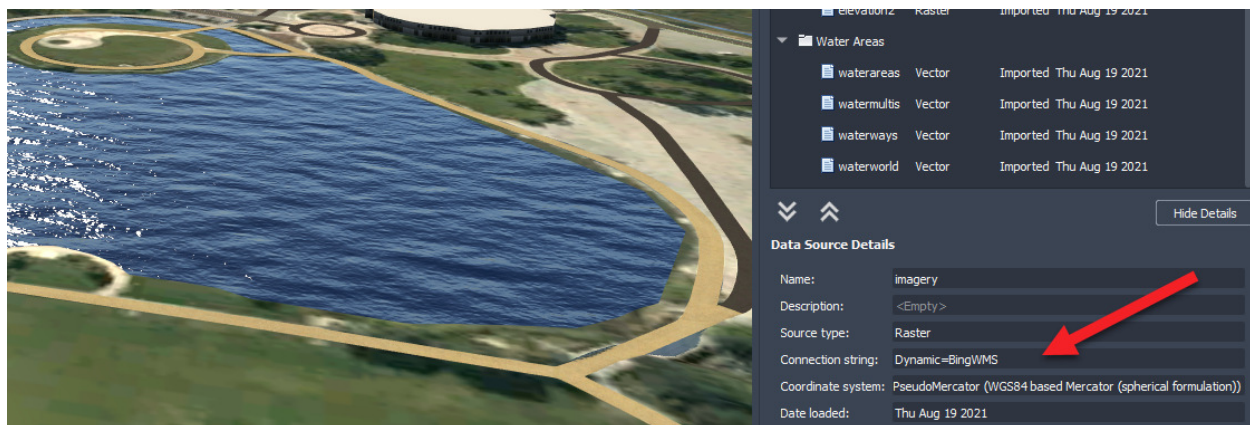 elevation2 Raster Imported Thu Aug 19 2021
Water Areas
waterareas Vector Imported Thu Aug 19 2021
watermultis Vector Imported Thu Aug 19 2021
waterways Vector Imported Thu Aug 19 2021
waterworld Vector Imported Thu Aug 19 2021
Hide Details
Data Source Details
Name: imagery
Description: <Empty>
Source type: Raster
Connection string: Dynamic=BingWMS
Coordinate system: PseudoMercator (WGS84 based Mercator (spherical formulation))
Date loaded: Thu Aug 19 2021